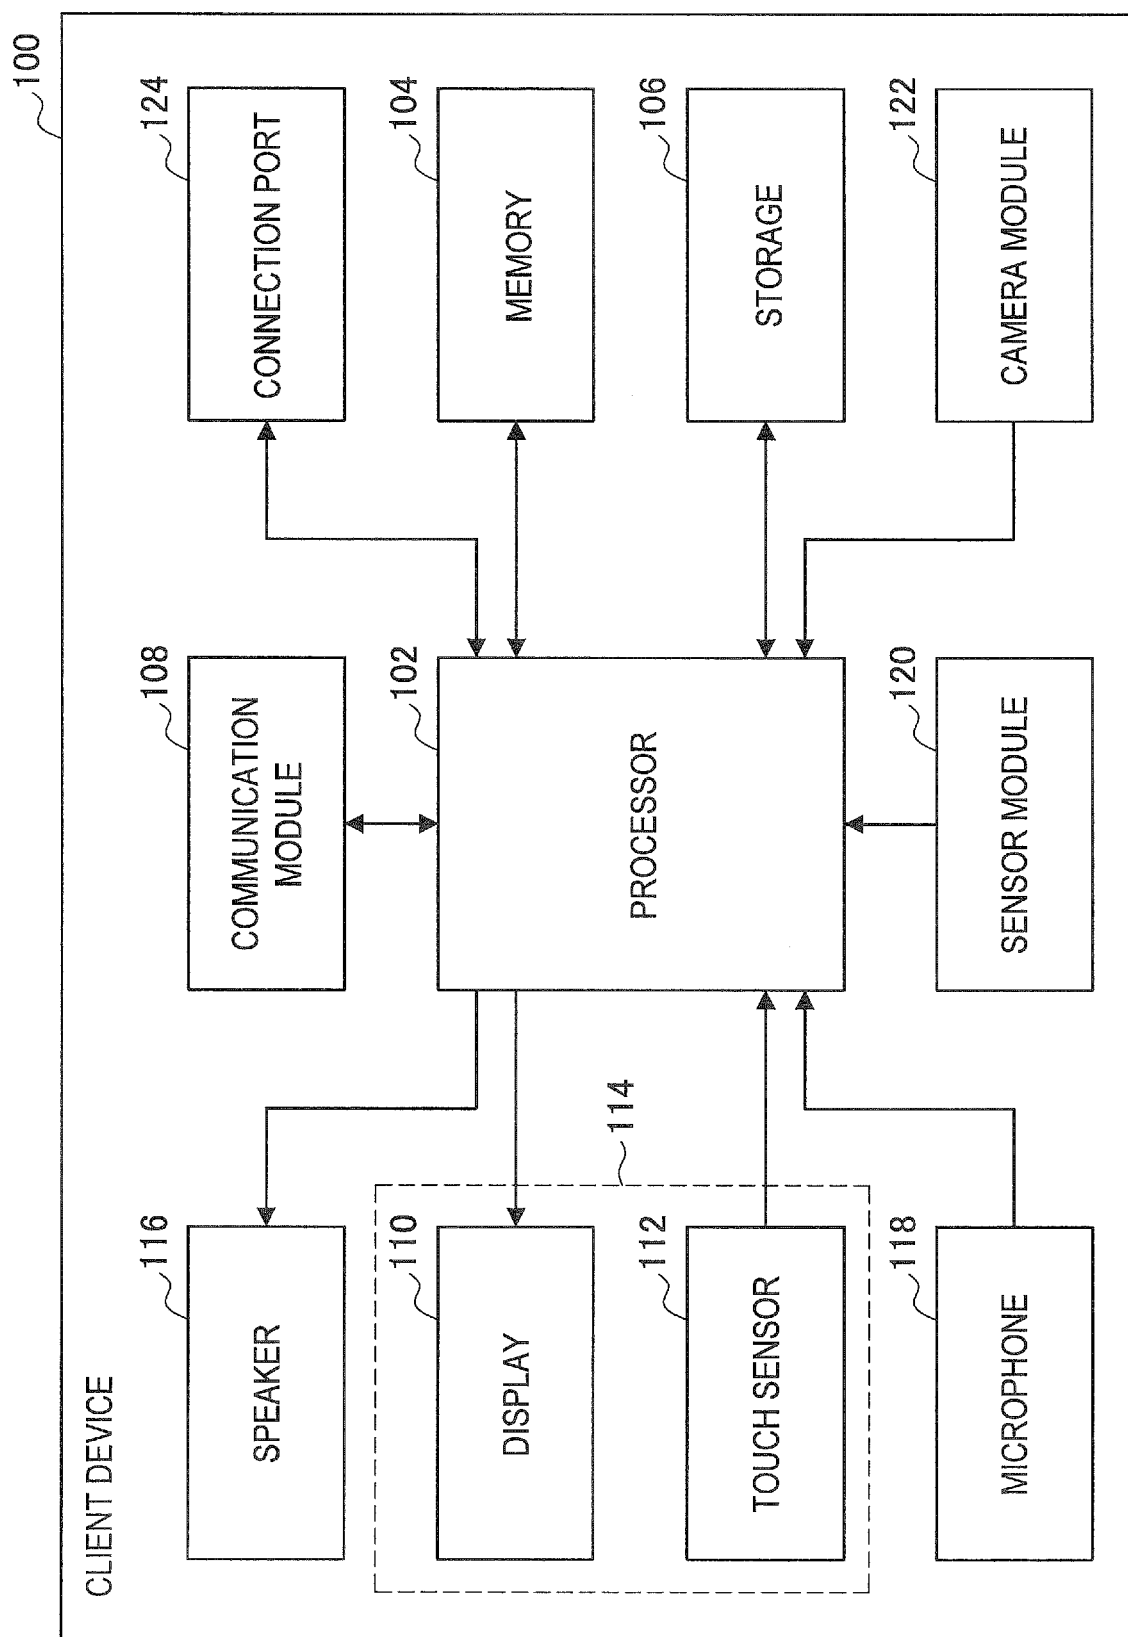 100
CLIENT DEVICE
116
SPEAKER
108
COMMUNICATION
MODULE
124
CONNECTION PORT
114
110
DISPLAY
102
PROCESSOR
104
MEMORY
112
TOUCH SENSOR
106
STORAGE
118
MICROPHONE
120
SENSOR MODULE
122
CAMERA MODULE